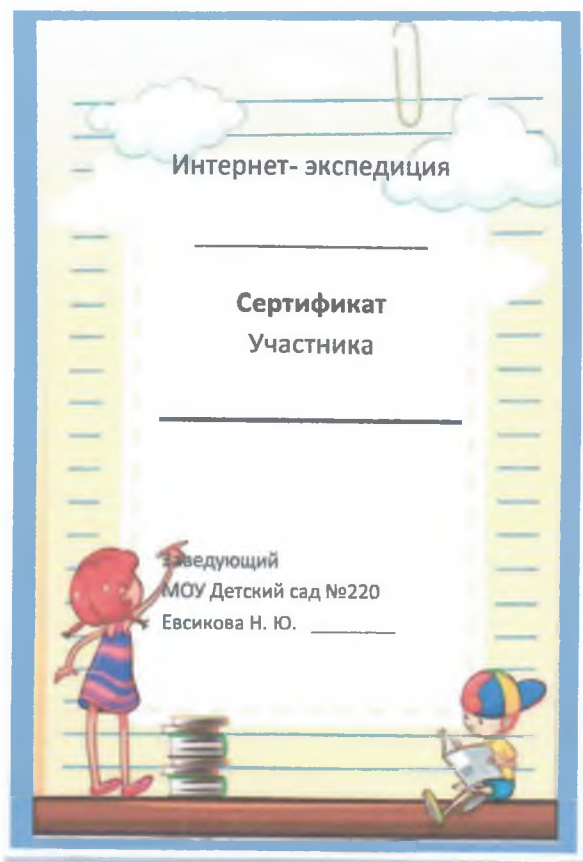 Интернет- экспедиция
Сертификат
Участника
Заведующий
МОУ Детский сад №220
Евсикова Н. Ю.